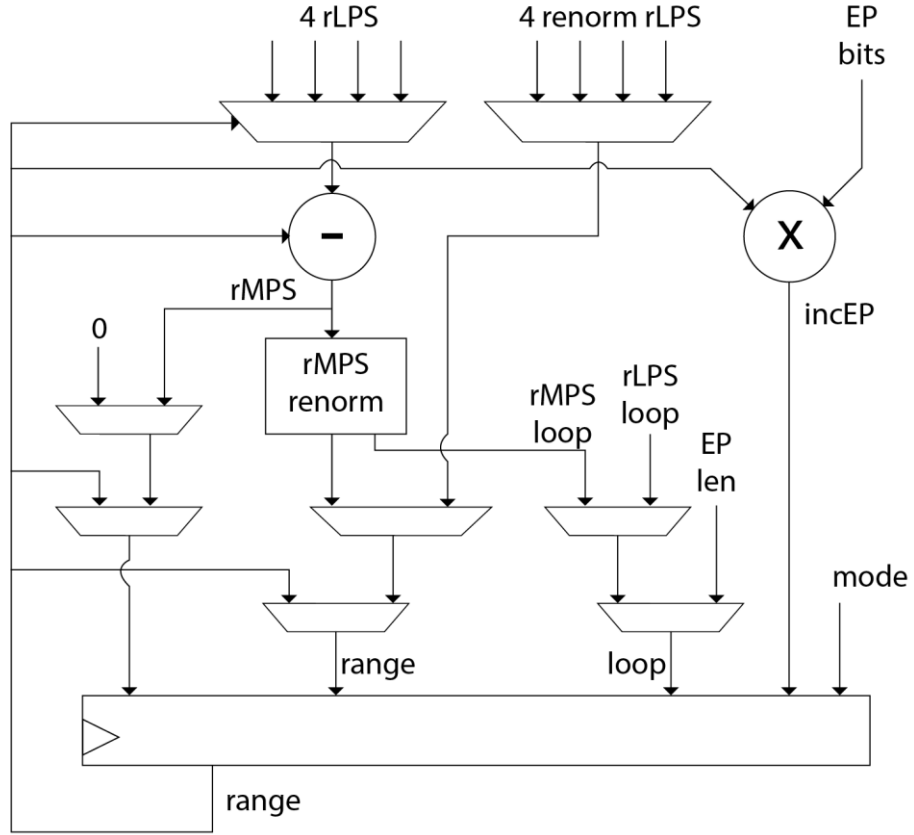 4 rLPS
4 renorm rLPS
EP
bits
-
X
rMPS
incEP
0
rMPS
renorm
rMPS
loop
rLPS
loop
EP
len
mode
range
loop
range